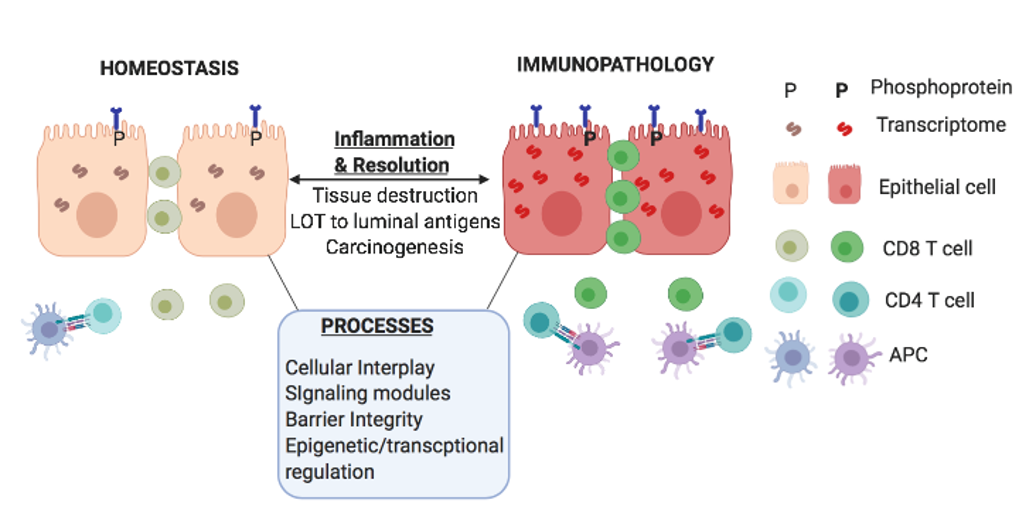 HOMEOSTASIS
IMMUNOPATHOLOGY
P
P
Inflammation
& Resolution
Tissue destruction
LOT to luminal antigens
Carcinogenesis
P
P
P P Phosphoprotein
Transcriptome
Epithelial cell
CD8 T cell
CD4 T cell
APC
PROCESSES
Cellular Interplay
SIgnaling modules
Barrier Integrity
Epigenetic/transcptional
regulation